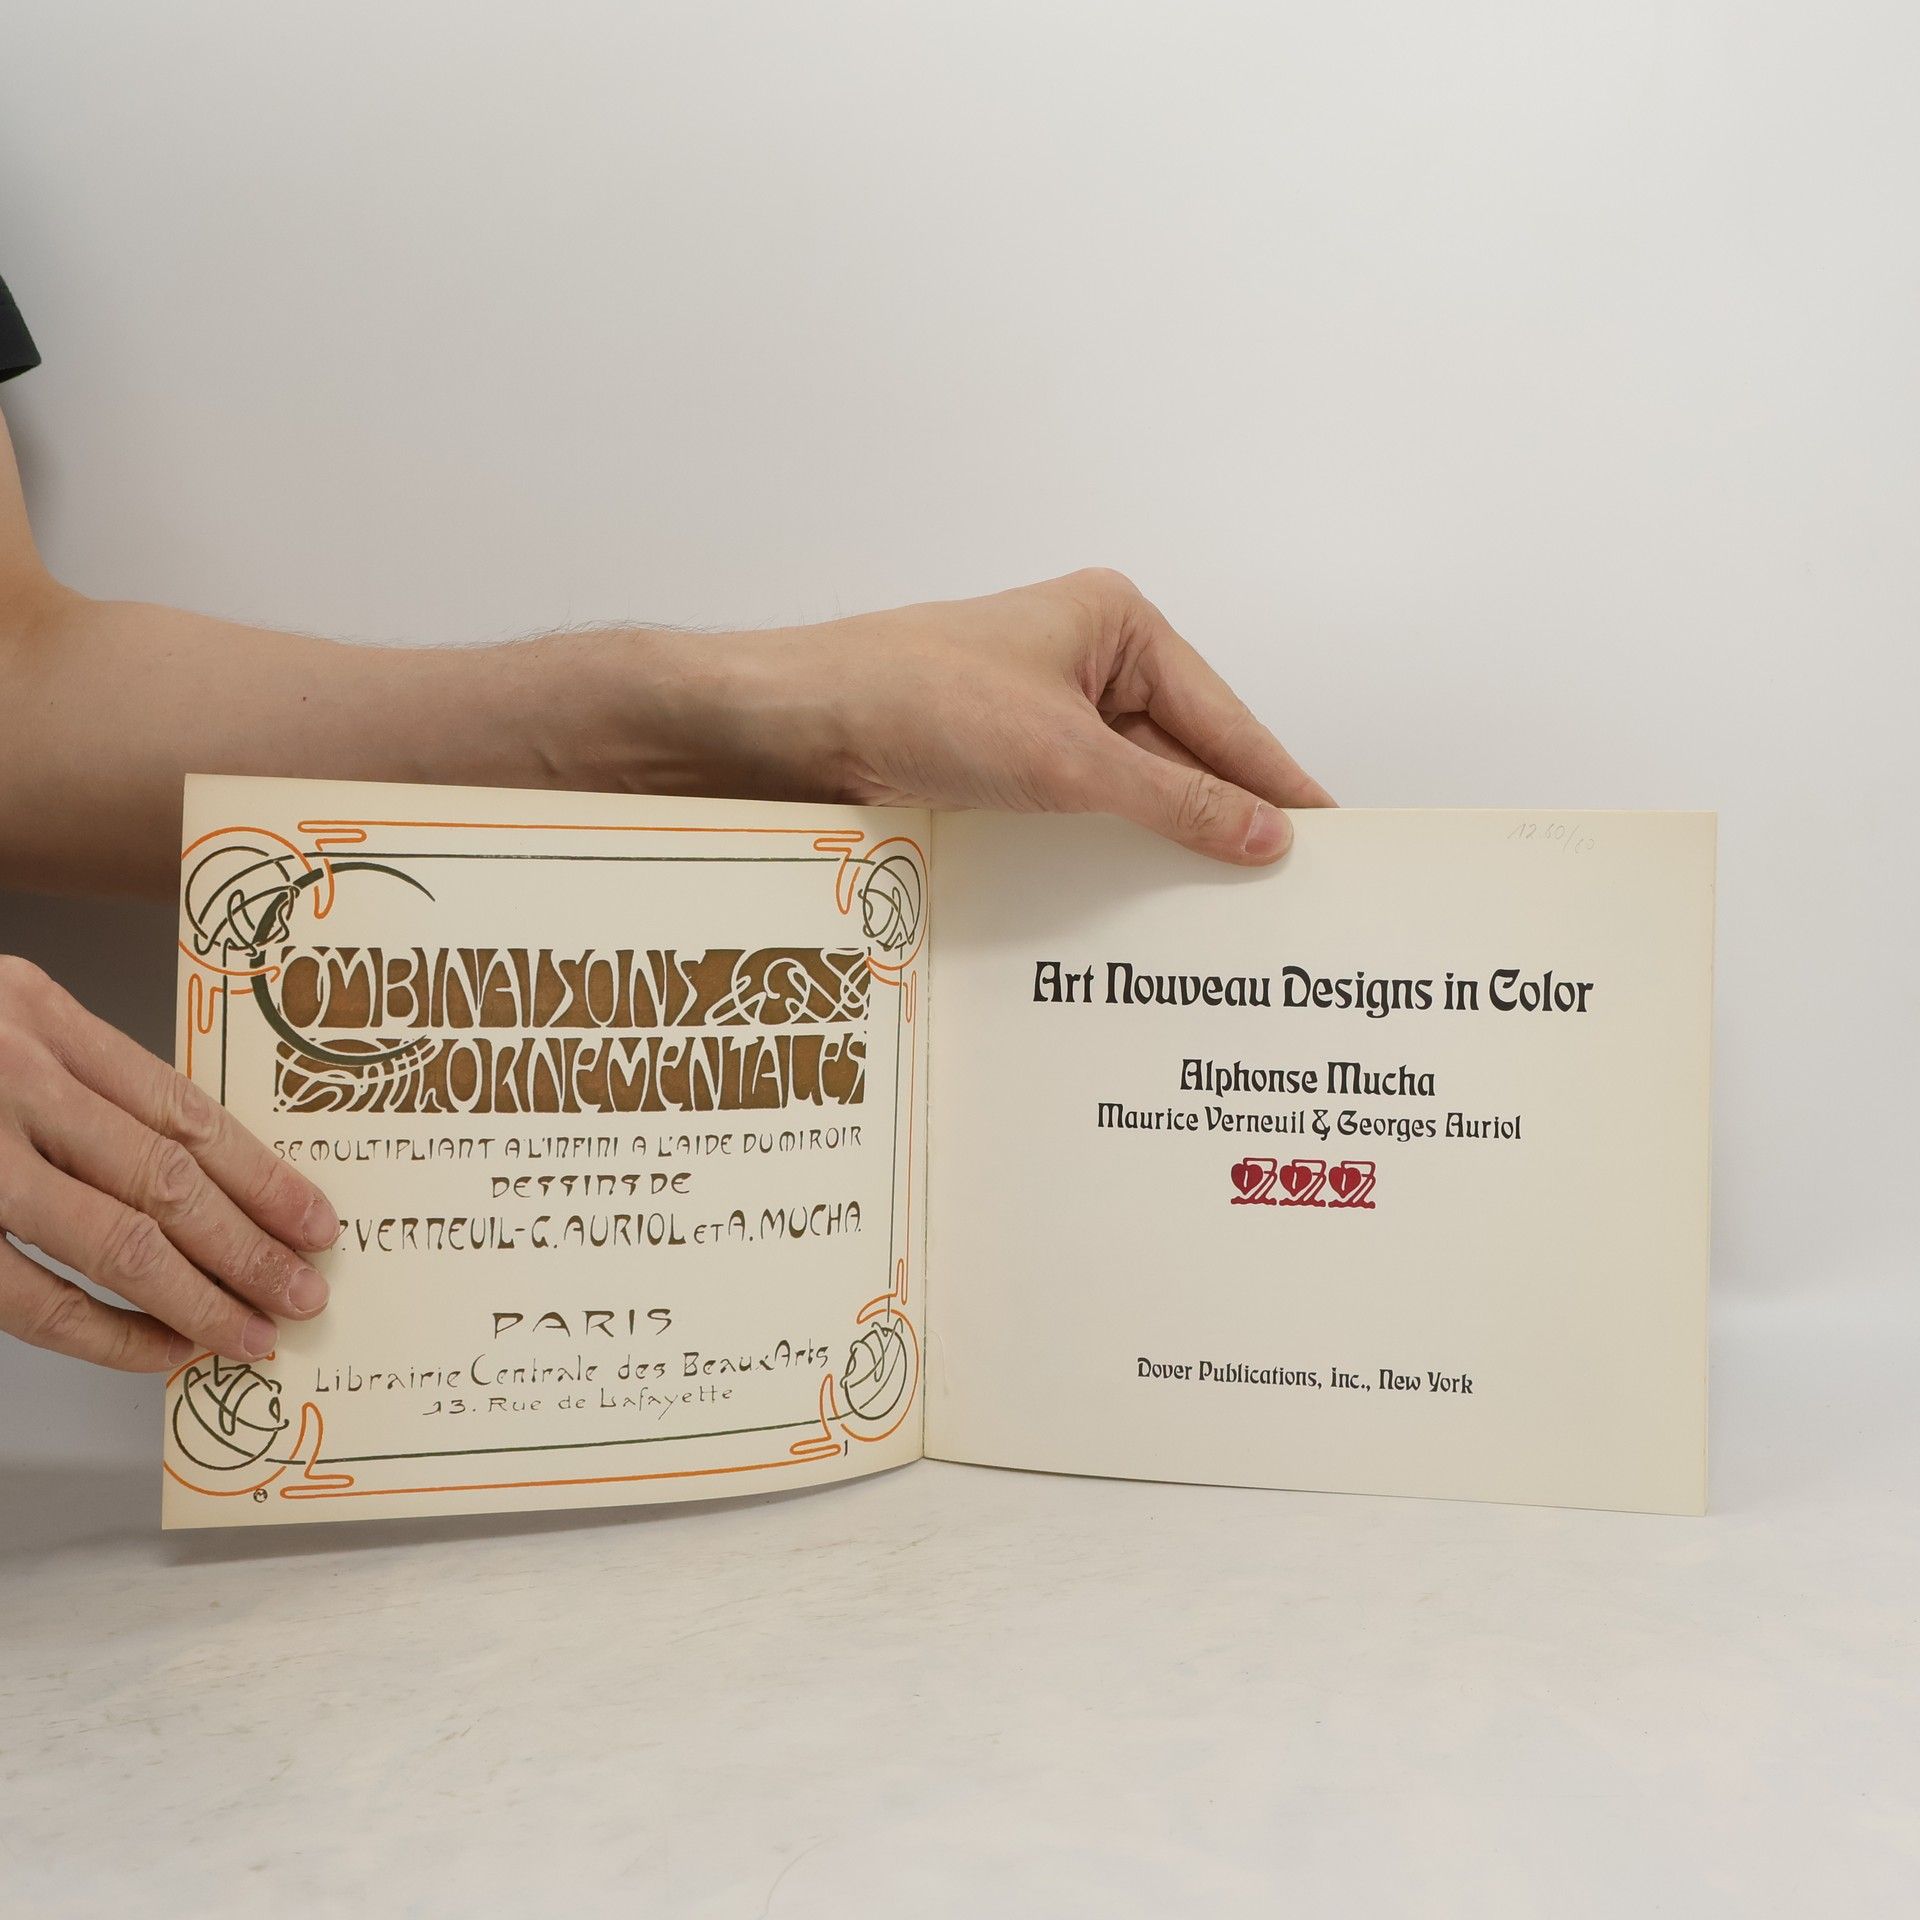 COMBINAISONS
ORNEMENTALES
SE MULTIPLIANT A L'INFINI A L'AIDE DU MIROIR
DESSINS DE
P. VERNEUIL-G. AURIOL ET A. MUCHA
PARIS
Librairie Centrale des Beaux Arts
13. Rue de Lafayette
1
Art Nouveau Designs in Color
Alphonse Mucha
Maurice Verneuil & Georges Auriol
Dover Publications, Inc., New York